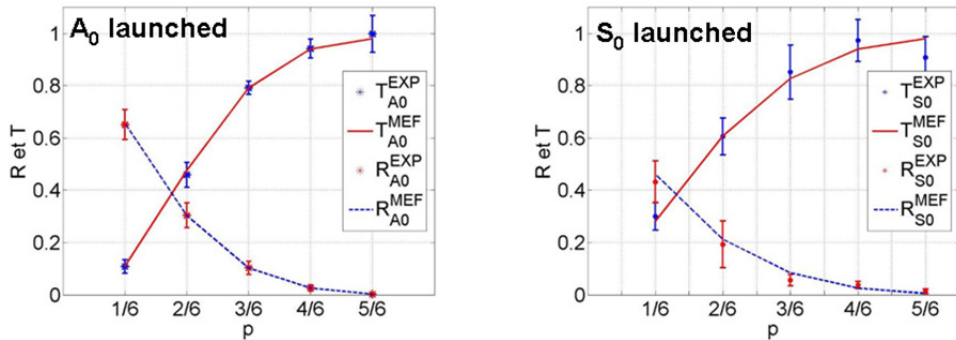 A0 launched
R et T
1
0.8
0.6
0.4
0.2
0
1/6 2/6 3/6 4/6 5/6
p
T A0 EXP
T A0 MEF
R A0 EXP
R A0 MEF
S0 launched
R et T
1
0.8
0.6
0.4
0.2
0
1/6 2/6 3/6 4/6 5/6
p
T S0 EXP
T S0 MEF
R S0 EXP
R S0 MEF